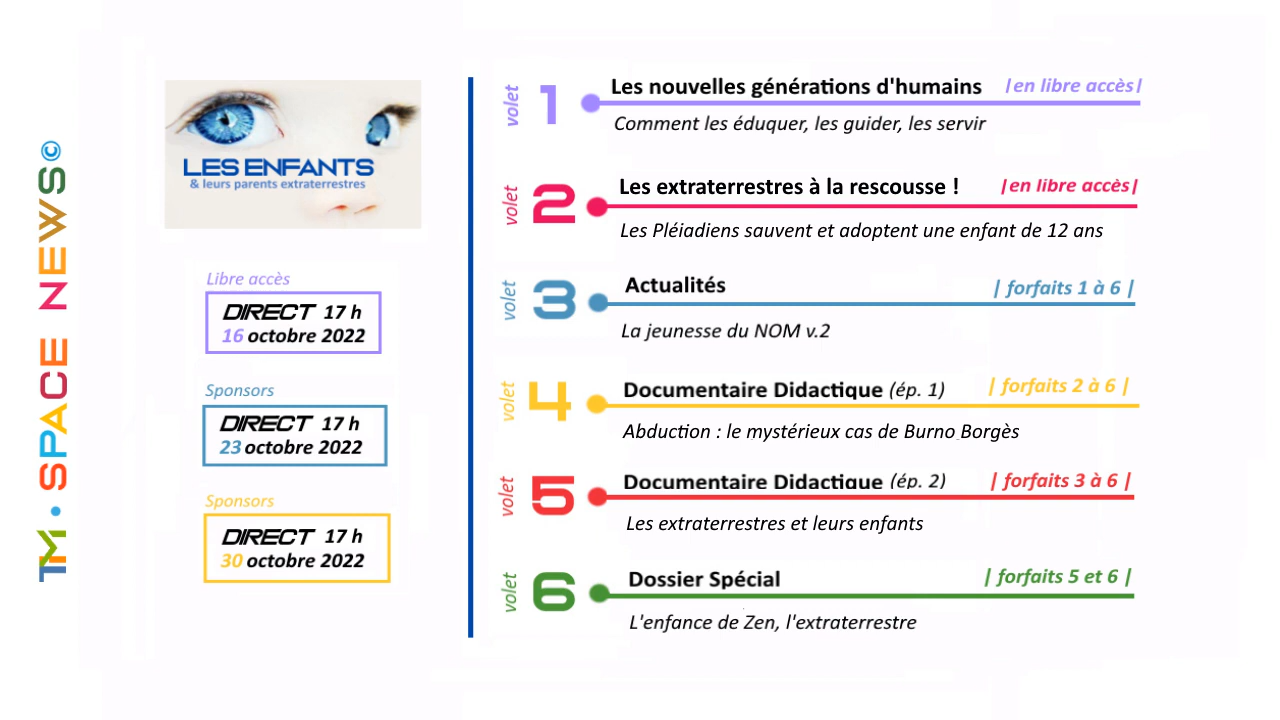 TM • SPACE NEWS©
LES ENFANTS
& leurs parents extraterrestres
Libre accès
DIRECT 17 h
16 octobre 2022
Sponsors
DIRECT 17 h
23 octobre 2022
Sponsors
DIRECT 17 h
30 octobre 2022
volet 1 Les nouvelles générations d'humains |en libre accès|
Comment les éduquer, les guider, les servir
volet 2 Les extraterrestres à la rescousse ! |en libre accès|
Les Pléiadiens sauvent et adoptent une enfant de 12 ans
volet 3 Actualités | forfaits 1 à 6 |
La jeunesse du NOM v.2
volet 4 Documentaire Didactique (ép. 1) | forfaits 2 à 6 |
Abduction : le mystérieux cas de Burno Borgès
volet 5 Documentaire Didactique (ép. 2) | forfaits 3 à 6 |
Les extraterrestres et leurs enfants
volet 6 Dossier Spécial | forfaits 5 et 6 |
L'enfance de Zen, l'extraterrestre